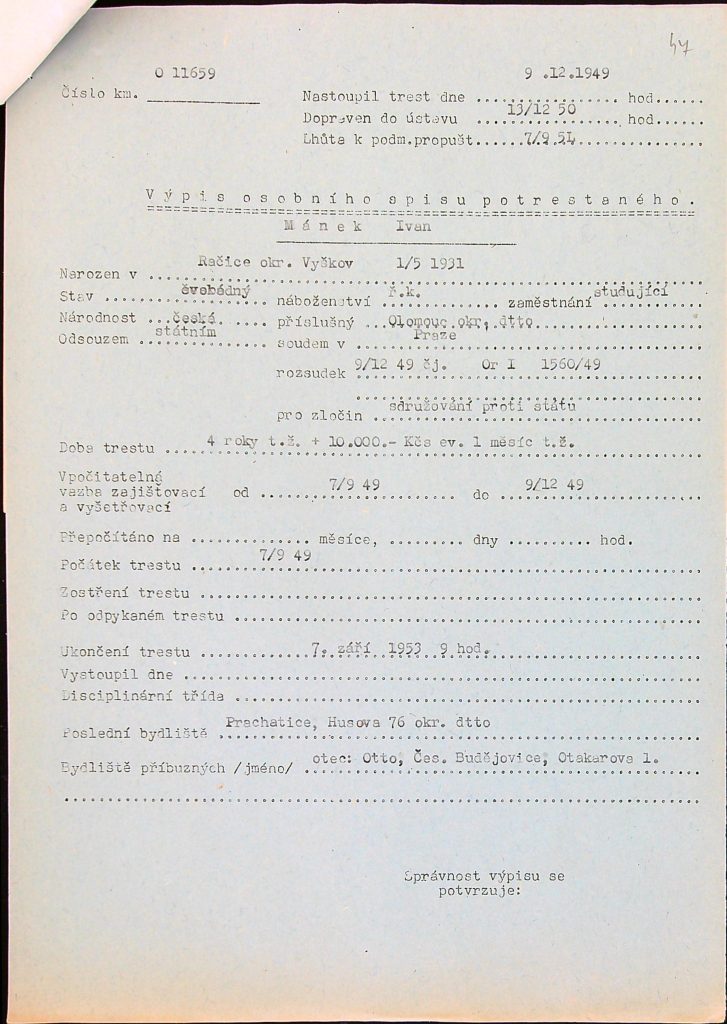 47
O 11659
9 .12.1949
Číslo km.
Nastoupil trest dne .................. hod......
13/12 50
Dopraven do ústavu .................. hod......
Lhůta k podm.propušt......7/9 51................
Výpis osobního spisu potrestaného.
Mánek Ivan
Račice okr. Vyškov 1/5 1931
Narozen v ..........
svobodný ř.k. studující
Stav .......... náboženství .......... zaměstnání ..........
Národnost ...česká...... příslušný ...Olomouc okr. dtto..........
státním Praze
Odsouzem .......... soudem v ..........
9/12 49 čj. Or I 1560/49
rozsudek ..........
sdružování proti státu
pro zločin ..........
Doba trestu .....4 roky t.ž. + 10.000.- Kčs ev. 1 měsíc t.ž.
Vpočitatelná
vazba zajišťovací od ....7/9 49.... do ....9/12 49....
a vyšetřovací
Přepočítáno na .............. měsíce, ......... dny .......... hod.
7/9 49
Počátek trestu ..........
Zostření trestu ..........
Po odpykaném trestu ..........
Ukončení trestu ............7. září 1953 9 hod...........
Vystoupil dne ..........
Disciplinární třída ..........
Prachatice, Husova 76 okr. dtto
Poslední bydliště ..........
otec: Otto, Čes. Budějovice, Otakarova 1.
Bydliště příbuzných /jméno/ ..........
Správnost výpisu se
potvrzuje: